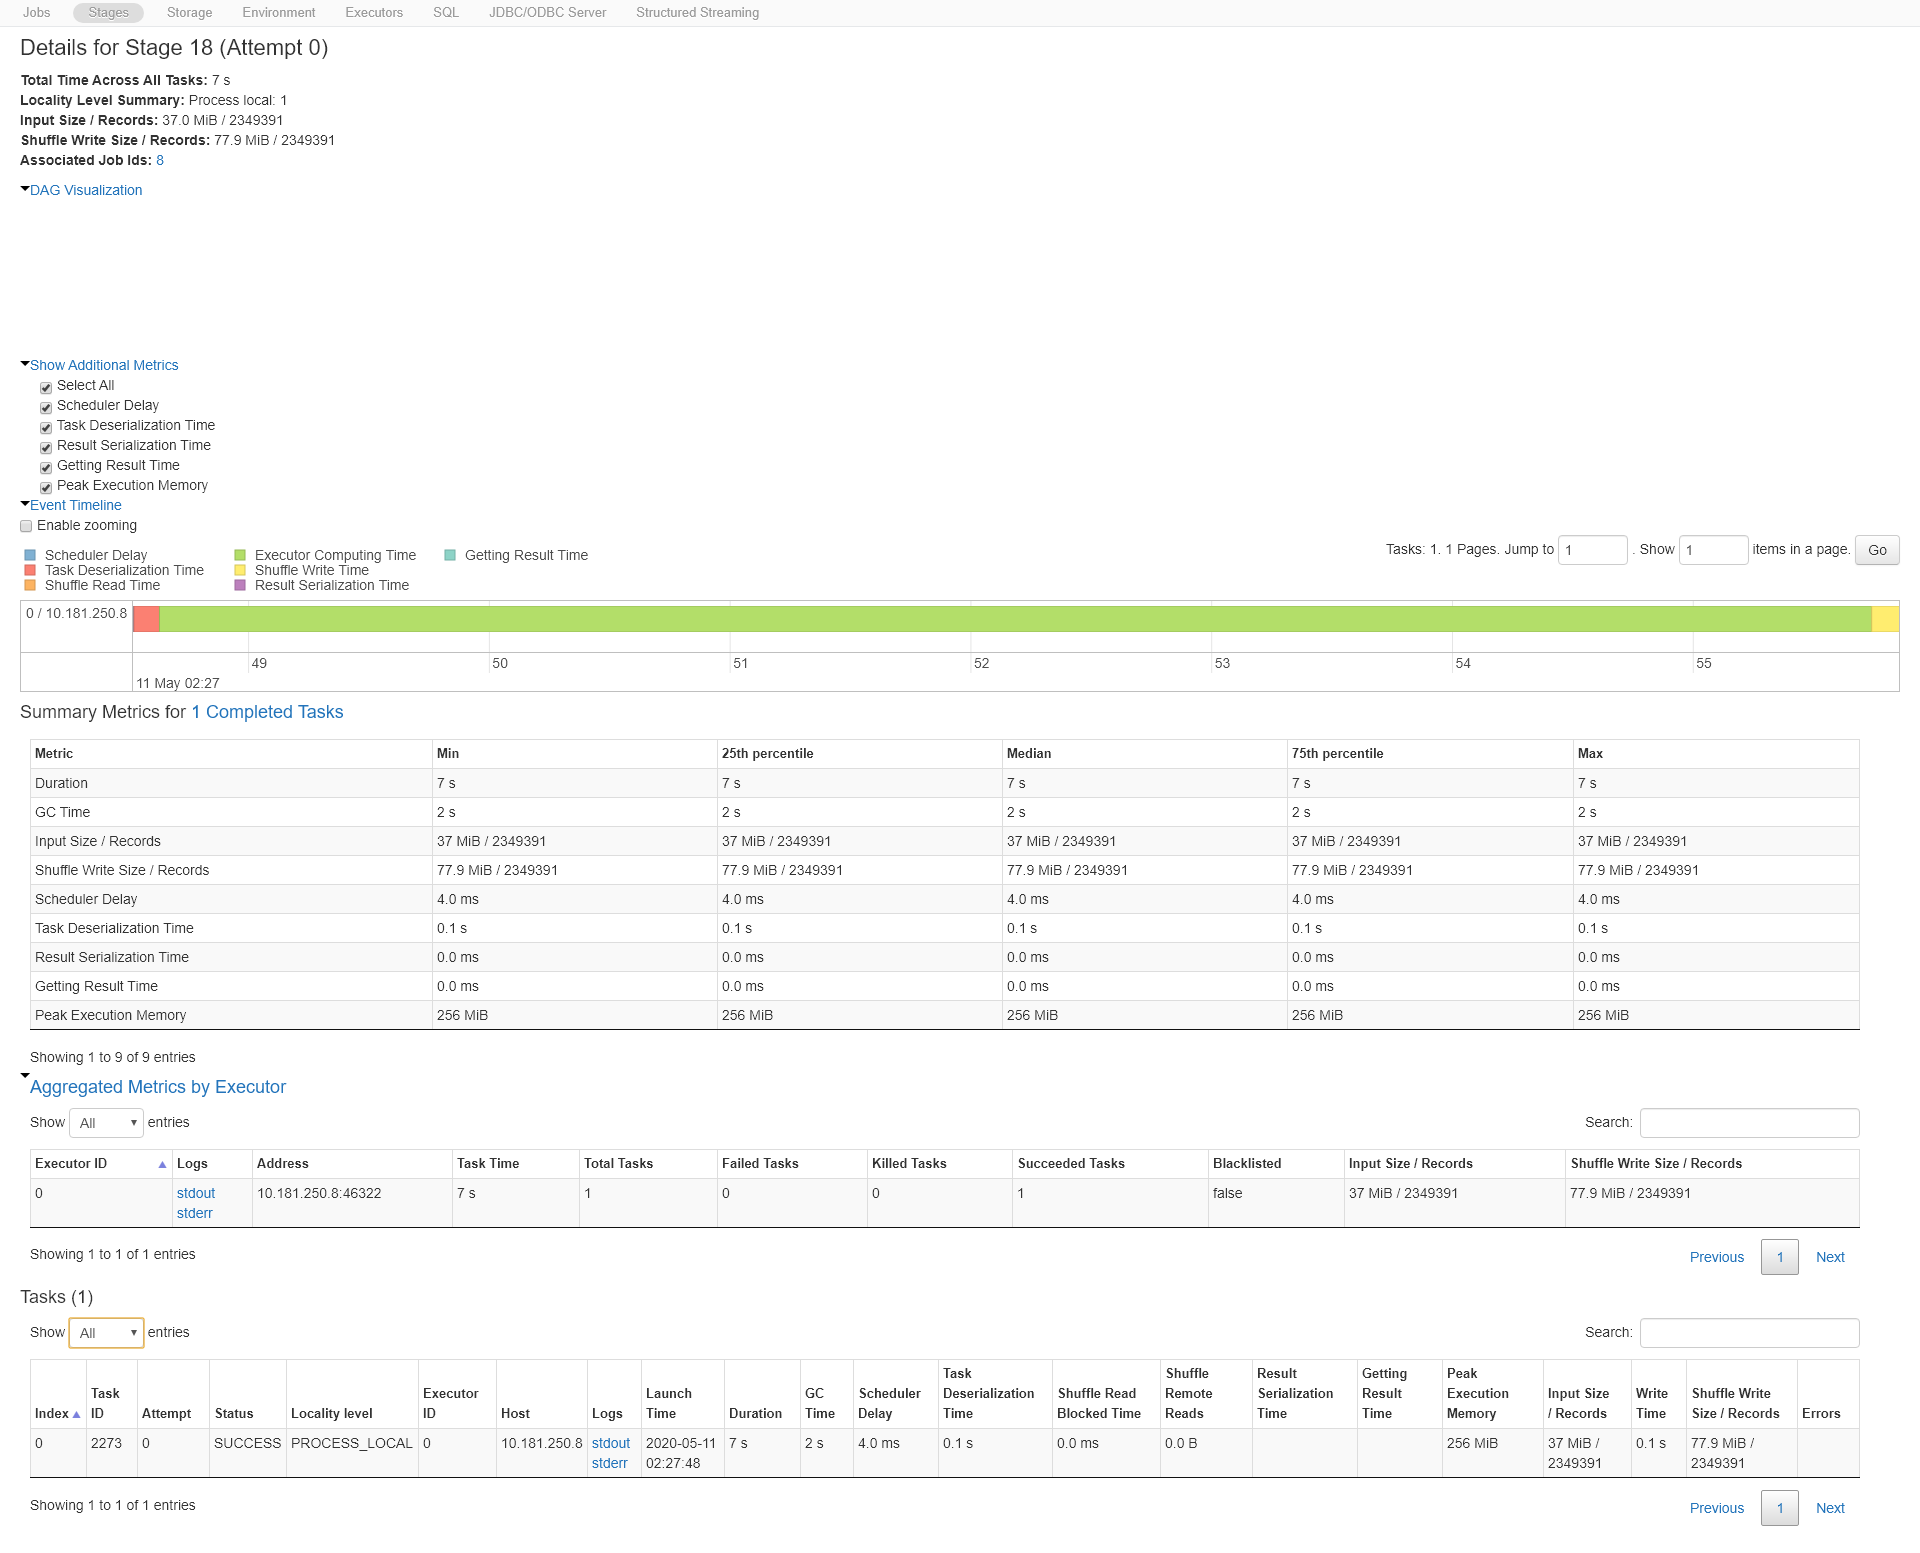 Jobs Stages Storage Environment Executors SQL JDBC/ODBC Server Structured Streaming
Details for Stage 18 (Attempt 0)
Total Time Across All Tasks: 7 s
Locality Level Summary: Process local: 1
Input Size / Records: 37.0 MiB / 2349391
Shuffle Write Size / Records: 77.9 MiB / 2349391
Associated Job Ids: 8
DAG Visualization
Show Additional Metrics
Select All
Scheduler Delay
Task Deserialization Time
Result Serialization Time
Getting Result Time
Peak Execution Memory
Event Timeline
Enable zooming
Scheduler Delay Executor Computing Time Getting Result Time
Task Deserialization Time Shuffle Write Time
Shuffle Read Time Result Serialization Time
Tasks: 1. 1 Pages. Jump to 1 . Show 1 items in a page. Go
0 / 10.181.250.8
49 50 51 52 53 54 55
11 May 02:27
Summary Metrics for 1 Completed Tasks
Metric Min 25th percentile Median 75th percentile Max
Duration 7 s 7 s 7 s 7 s 7 s
GC Time 2 s 2 s 2 s 2 s 2 s
Input Size / Records 37 MiB / 2349391 37 MiB / 2349391 37 MiB / 2349391 37 MiB / 2349391 37 MiB / 2349391
Shuffle Write Size / Records 77.9 MiB / 2349391 77.9 MiB / 2349391 77.9 MiB / 2349391 77.9 MiB / 2349391 77.9 MiB / 2349391
Scheduler Delay 4.0 ms 4.0 ms 4.0 ms 4.0 ms 4.0 ms
Task Deserialization Time 0.1 s 0.1 s 0.1 s 0.1 s 0.1 s
Result Serialization Time 0.0 ms 0.0 ms 0.0 ms 0.0 ms 0.0 ms
Getting Result Time 0.0 ms 0.0 ms 0.0 ms 0.0 ms 0.0 ms
Peak Execution Memory 256 MiB 256 MiB 256 MiB 256 MiB 256 MiB
Showing 1 to 9 of 9 entries
Aggregated Metrics by Executor
Show All entries Search:
Executor ID Logs Address Task Time Total Tasks Failed Tasks Killed Tasks Succeeded Tasks Blacklisted Input Size / Records Shuffle Write Size / Records
0 stdout 10.181.250.8:46322 7 s 1 0 0 1 false 37 MiB / 2349391 77.9 MiB / 2349391
stderr
Showing 1 to 1 of 1 entries Previous 1 Next
Tasks (1)
Show All entries Search:
Task Shuffle Result Getting Peak
Task Executor Launch GC Scheduler Deserialization Shuffle Read Remote Serialization Result Execution Input Size Write Shuffle Write
Index ID Attempt Status Locality level ID Host Logs Time Duration Time Delay Time Blocked Time Reads Time Time Memory / Records Time Size / Records Errors
0 2273 0 SUCCESS PROCESS_LOCAL 0 10.181.250.8 stdout 2020-05-11 7 s 2 s 4.0 ms 0.1 s 0.0 ms 0.0 B 256 MiB 37 MiB / 0.1 s 77.9 MiB /
stderr 02:27:48 2349391 2349391
Showing 1 to 1 of 1 entries Previous 1 Next